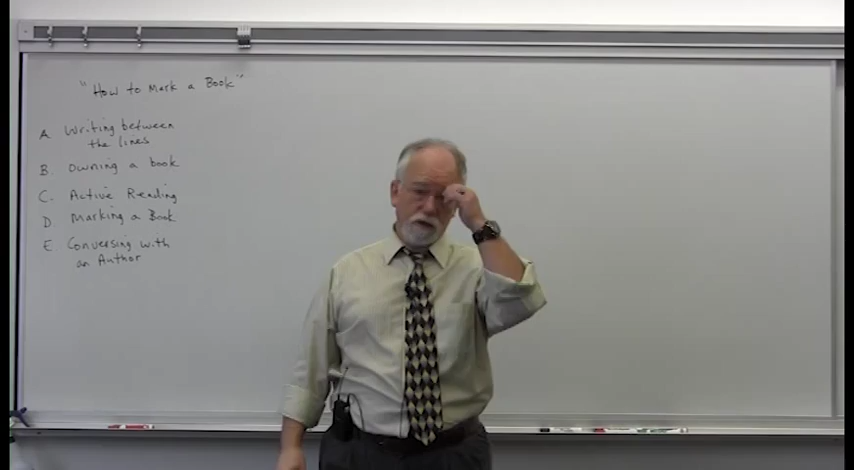 "How to Mark a Book"
A. Writing between
the lines
B. Owning a book
C. Active Reading
D Marking a Book
E Conversing with
an Author